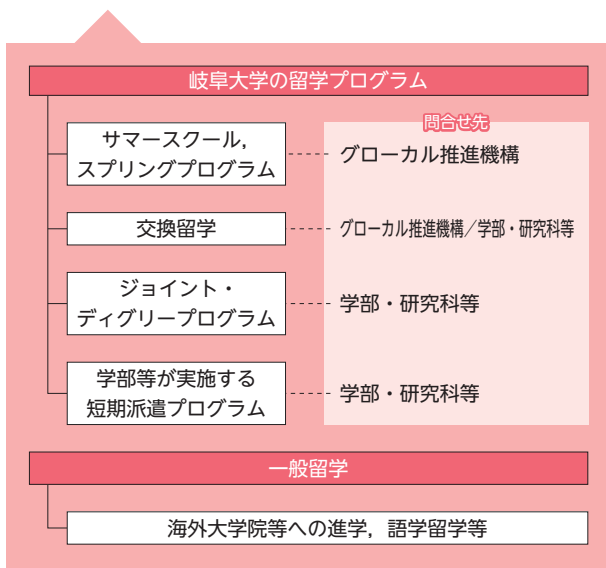 岐阜大学の留学プログラム
問合せ先
サマースクール,
スプリングプログラム
グローカル推進機構
交換留学
グローカル推進機構／学部・研究科等
ジョイント・
ディグリープログラム
学部・研究科等
学部等が実施する
短期派遣プログラム
学部・研究科等
一般留学
海外大学院等への進学, 語学留学等